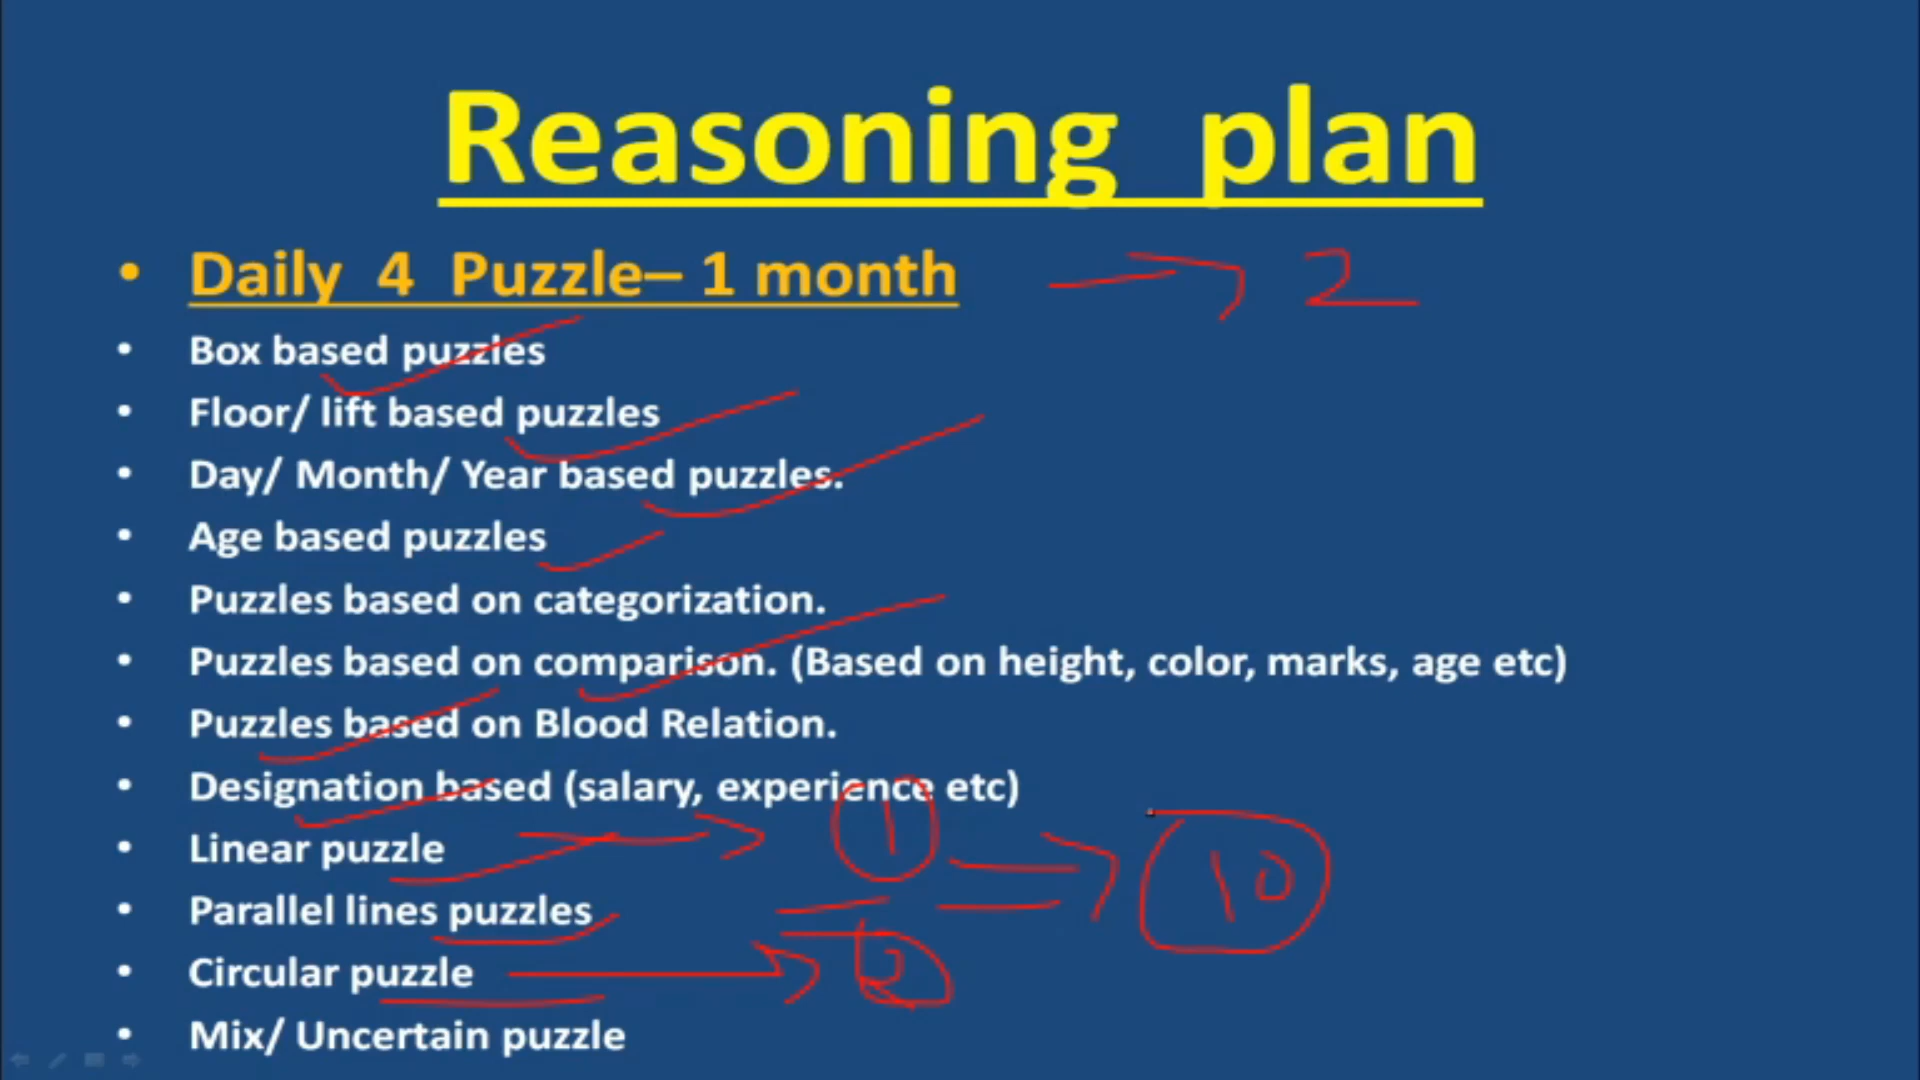 Reasoning plan
• Daily 4 Puzzle– 1 month 2
• Box based puzzles
• Floor/ lift based puzzles
• Day/ Month/ Year based puzzles.
• Age based puzzles
• Puzzles based on categorization.
• Puzzles based on comparison. (Based on height, color, marks, age etc)
• Puzzles based on Blood Relation.
• Designation based (salary, experience etc)
• Linear puzzle 1 10
• Parallel lines puzzles
• Circular puzzle 2
• Mix/ Uncertain puzzle